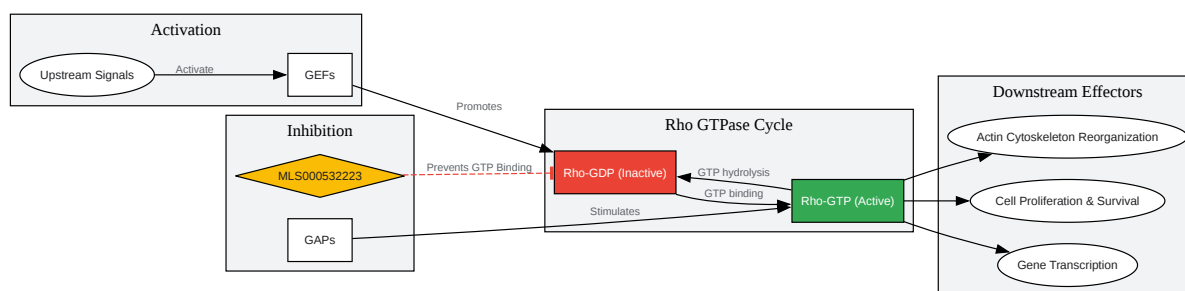 Activation
Upstream Signals
Activate
GEFs
Promotes
Inhibition
MLS000532223
Prevents GTP Binding
GAPs
Stimulates
Rho GTPase Cycle
Rho-GDP (Inactive)
GTP hydrolysis
GTP binding
Rho-GTP (Active)
Downstream Effectors
Actin Cytoskeleton Reorganization
Cell Proliferation & Survival
Gene Transcription